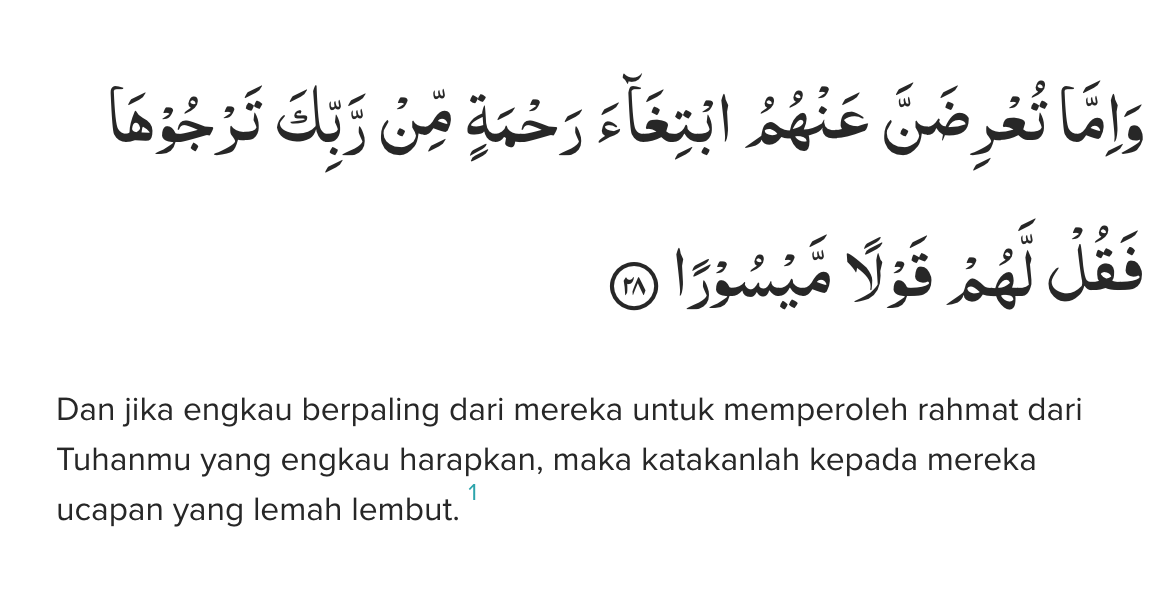 وَاِمَّا تُعْرِضَنَّ عَنْهُمُ ابْتِغَاۤءَ رَحْمَةٍ مِّنْ رَّبِّكَ تَرْجُوْهَا
فَقُلْ لَّهُمْ قَوْلًا مَّيْسُوْرًا ٢٨
Dan jika engkau berpaling dari mereka untuk memperoleh rahmat dari
Tuhanmu yang engkau harapkan, maka katakanlah kepada mereka
ucapan yang lemah lembut. 1